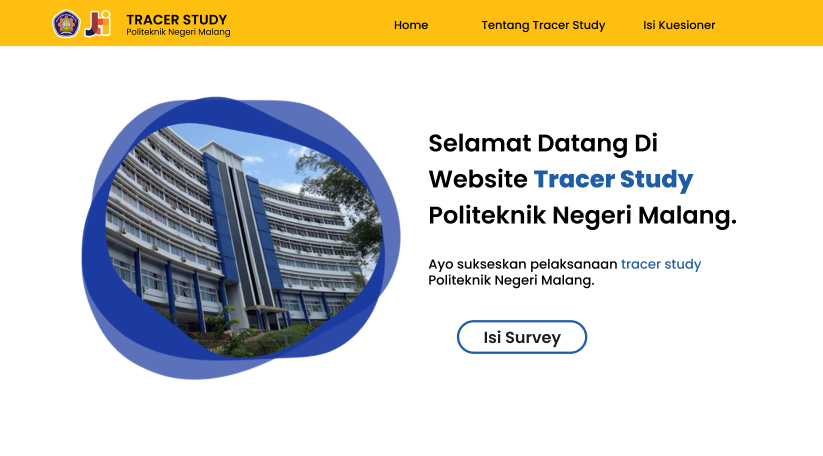 TRACER STUDY
Politeknik Negeri Malang
Home
Tentang Tracer Study
Isi Kuesioner
Selamat Datang Di
Website Tracer Study
Politeknik Negeri Malang.
Ayo sukseskan pelaksanaan tracer study
Politeknik Negeri Malang.
Isi Survey